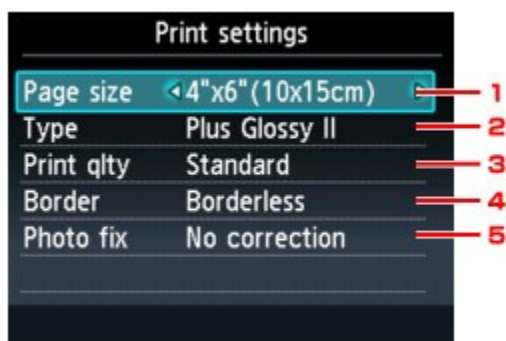 Print settings
Page size 4"x6"(10x15cm) 1
Type Plus Glossy II 2
Print qlty Standard 3
Border Borderless 4
Photo fix No correction 5